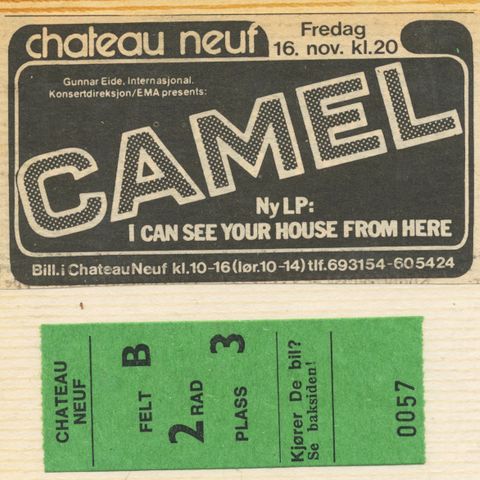 chateau neuf
Fredag
16. nov. kl.20
Gunnar Eide. Internasjonal.
Konsertdireksjon/EMA presents:
CAMEL
Ny LP:
I CAN SEE YOUR HOUSE FROM HERE
Bill. i Chateau Neuf kl.10-16 (lør.10-14) tlf.693154-605424
CHATEAU
NEUF
FELT B
2 RAD
PLASS 3
Kjører De bil?
Se baksiden!
0057